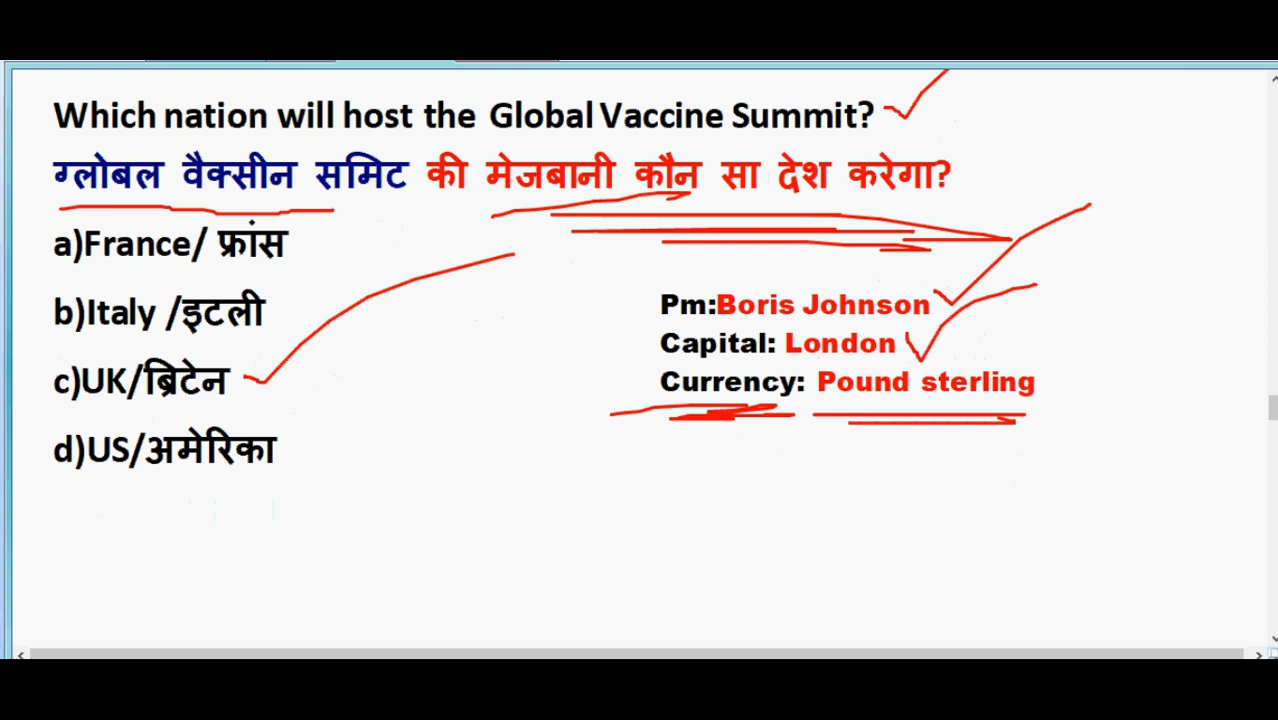 Which nation will host the Global Vaccine Summit?
ग्लोबल वैक्सीन समिट की मेजबानी कौन सा देश करेगा?
a)France/ फ्रांस
b)Italy /इटली
c)UK/ब्रिटेन
d)US/अमेरिका
Pm:Boris Johnson
Capital: London
Currency: Pound sterling